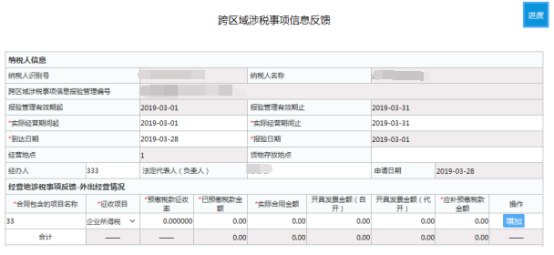 跨区域涉税事项信息反馈
进度
纳税人信息
纳税人识别号 纳税人名称
跨区域涉税事项信息报验管理编号
报验管理有效期起 2019-03-01 报验管理有效期止 2019-03-31
*实际经营期间起 2019-03-01 *实际经营期间止 2019-03-31
*到达日期 2019-03-28 *报验日期 2019-03-01
经营地点 1 货物存放地点
经办人 333 法定代表人（负责人） 申请日期 2019-03-28
经营地涉税事项反馈-外出经营情况
*合同包含的项目名称 *征收项目 *预缴税款征收率 *已预缴税款金额 *实际合同金额 开具发票金额（自开） 开具发票金额（代开） *应补预缴税款金额 操作
33 企业所得税 0.000000 0.00 0.00 0.00 0.00 0.00 增加
合计 —— —— 0.00 0.00 0.00 0.00 0.00 ——